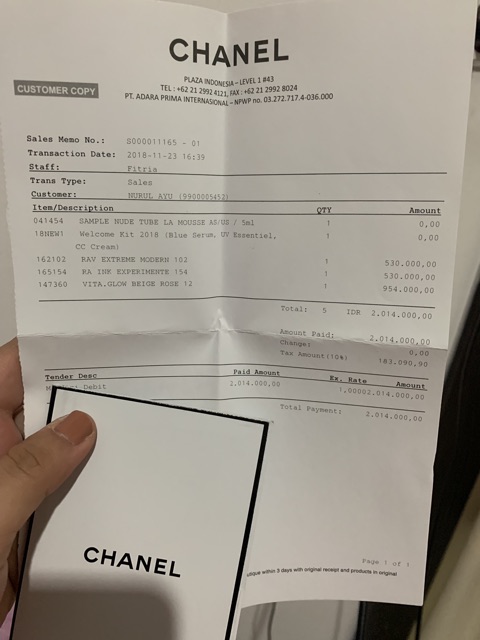 CHANEL
PLAZA INDONESIA – LEVEL 1 #43
TEL : +62 21 2992 4121, FAX : +62 21 2992 8024
PT. ADARA PRIMA INTERNASIONAL – NPWP no. 03.272.717.4-036.000
CUSTOMER COPY
Sales Memo No.: S000011165 - 01
Transaction Date: 2018-11-23 16:39
Staff: Fitria
Trans Type: Sales
Customer: NURUL AYU (9900005452)
Item/Description QTY Amount
041454 SAMPLE NUDE TUBE LA MOUSSE AS/US / 5ml 1 0,00
18NEW1 Welcome Kit 2018 (Blue Serum, UV Essentiel, 1 0,00
CC Cream)
162102 RAV EXTREME MODERN 102 1 530.000,00
165154 RA INK EXPERIMENTE 154 1 530.000,00
147360 VITA.GLOW BEIGE ROSE 12 1 954.000,00
Total: 5 IDR 2.014.000,00
Amount Paid: 2.014.000,00
Change: 0,00
Tax Amount(10%) 183.090,90
Tender Desc Paid Amount Ex. Rate Amount
Debit 2.014.000,00 1,00002.014.000,00
Total Payment: 2.014.000,00
Page 1 of 1
within 3 days with original receipt and products in original
CHANEL